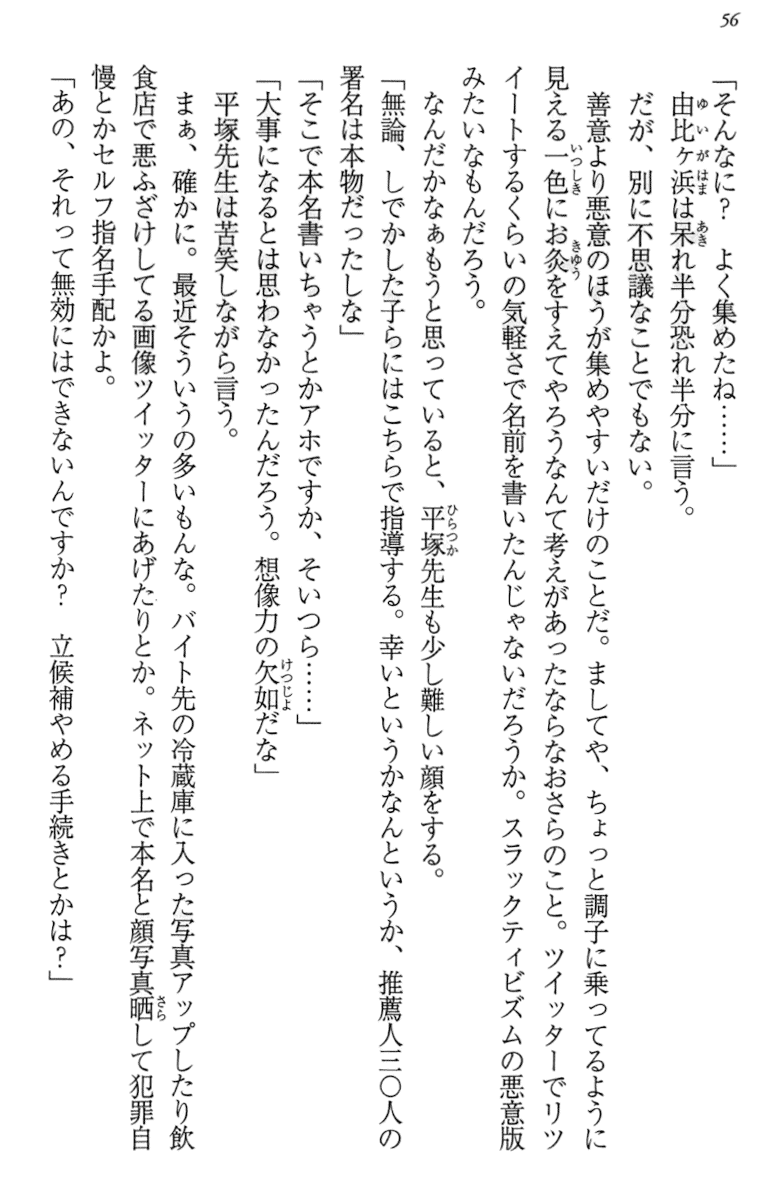 56
「そんなに?　よく集めたね……」
由比ヶ浜は呆れ半分恐れ半分に言う。
だが、別に不思議なことでもない。
善意より悪意のほうが集めやすいだけのことだ。ましてや、ちょっと調子に乗ってるように
見える一色にお灸をすえてやろうなんて考えがあったならなおさらのこと。ツイッターでリツ
イートするくらいの気軽さで名前を書いたんじゃないだろうか。スラックティビズムの悪意版
みたいなもんだろう。
なんだかなぁもうと思っていると、平塚先生も少し難しい顔をする。
「無論、しでかした子らにはこちらで指導する。幸いというかなんというか、推薦人三〇人の
署名は本物だったしな」
「そこで本名書いちゃうとかアホですか、そいつら……」
「大事になるとは思わなかったんだろう。想像力の欠如だな」
平塚先生は苦笑しながら言う。
まぁ、確かに。最近そういうの多いもんな。バイト先の冷蔵庫に入った写真アップしたり飲
食店で悪ふざけしてる画像ツイッターにあげたりとか。ネット上で本名と顔写真晒して犯罪自
慢とかセルフ指名手配かよ。
「あの、それって無効にはできないんですか?　立候補やめる手続きとかは?」